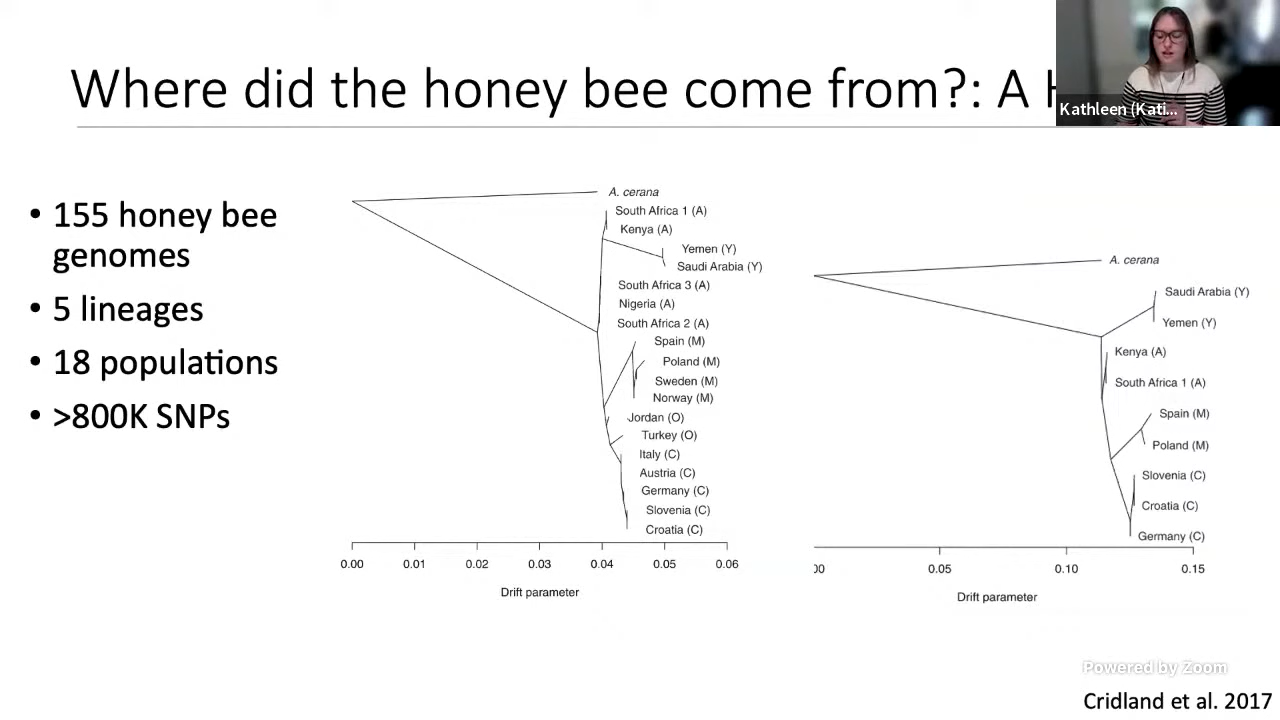 Where did the honey bee come from?: A
Kathleen (Kati...
• 155 honey bee
genomes
• 5 lineages
• 18 populations
• >800K SNPs
A. cerana
South Africa 1 (A)
Kenya (A)
Yemen (Y)
Saudi Arabia (Y)
South Africa 3 (A)
Nigeria (A)
South Africa 2 (A)
Spain (M)
Poland (M)
Sweden (M)
Norway (M)
Jordan (O)
Turkey (O)
Italy (C)
Austria (C)
Germany (C)
Slovenia (C)
Croatia (C)
0.00 0.01 0.02 0.03 0.04 0.05 0.06
Drift parameter
A. cerana
Saudi Arabia (Y)
Yemen (Y)
Kenya (A)
South Africa 1 (A)
Spain (M)
Poland (M)
Slovenia (C)
Croatia (C)
Germany (C)
00 0.05 0.10 0.15
Drift parameter
Powered by Zoom
Cridland et al. 2017